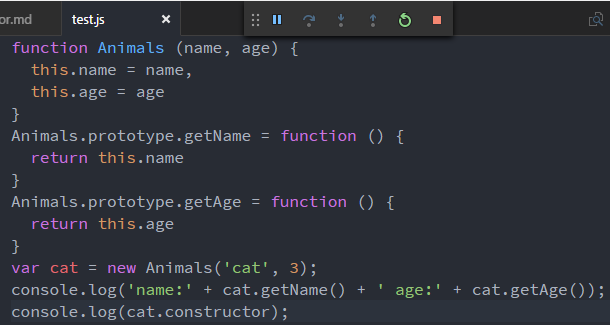 or.md test.js
function Animals (name, age) {
  this.name = name,
  this.age = age
}
Animals.prototype.getName = function () {
  return this.name
}
Animals.prototype.getAge = function () {
  return this.age
}
var cat = new Animals('cat', 3);
console.log('name:' + cat.getName() + ' age:' + cat.getAge());
console.log(cat.constructor);